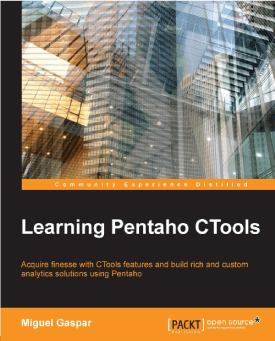 Community Experience Distilled
Learning Pentaho CTools
Acquire finesse with CTools features and build rich and custom
analytics solutions using Pentaho
Miguel Gaspar
PACKT
PUBLISHING
open source